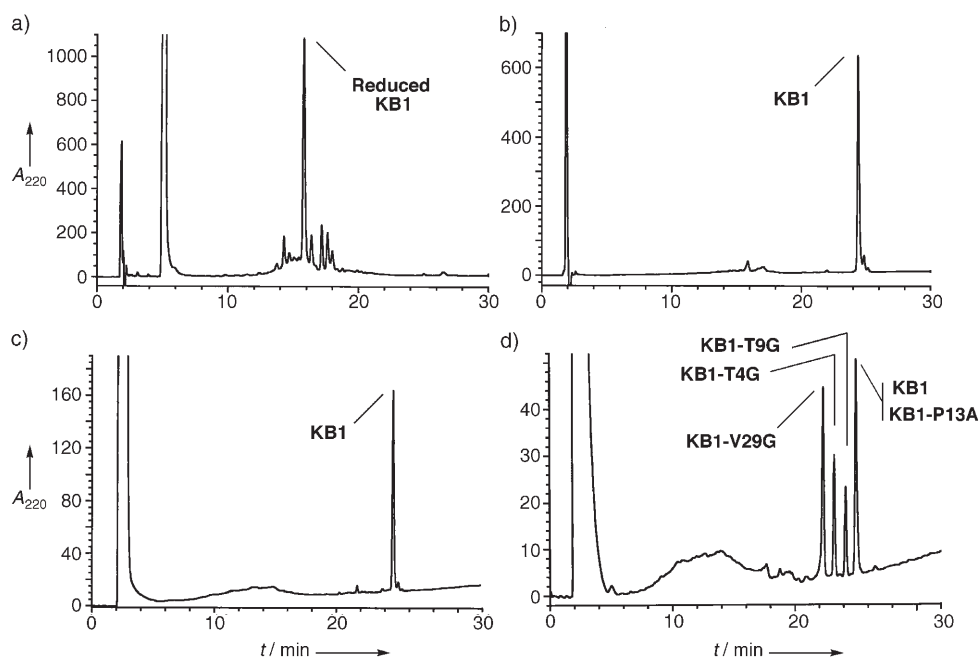 a)
1000
800
600
400
200
0
A220
Reduced
KB1
0 10 20 30
b)
600
400
200
0
KB1
0 10 20 30
c)
160
120
80
40
0
A220
KB1
0 10 20 30
t / min
d)
40
30
20
10
0
KB1-T9G
KB1-T4G
KB1-V29G
KB1
KB1-P13A
0 10 20 30
t / min